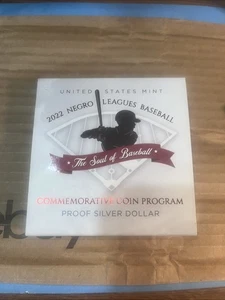 UNITED STATES MINT
2022 NEGRO LEAGUES BASEBALL
The Soul of Baseball
COMMEMORATIVE COIN PROGRAM
PROOF SILVER DOLLAR